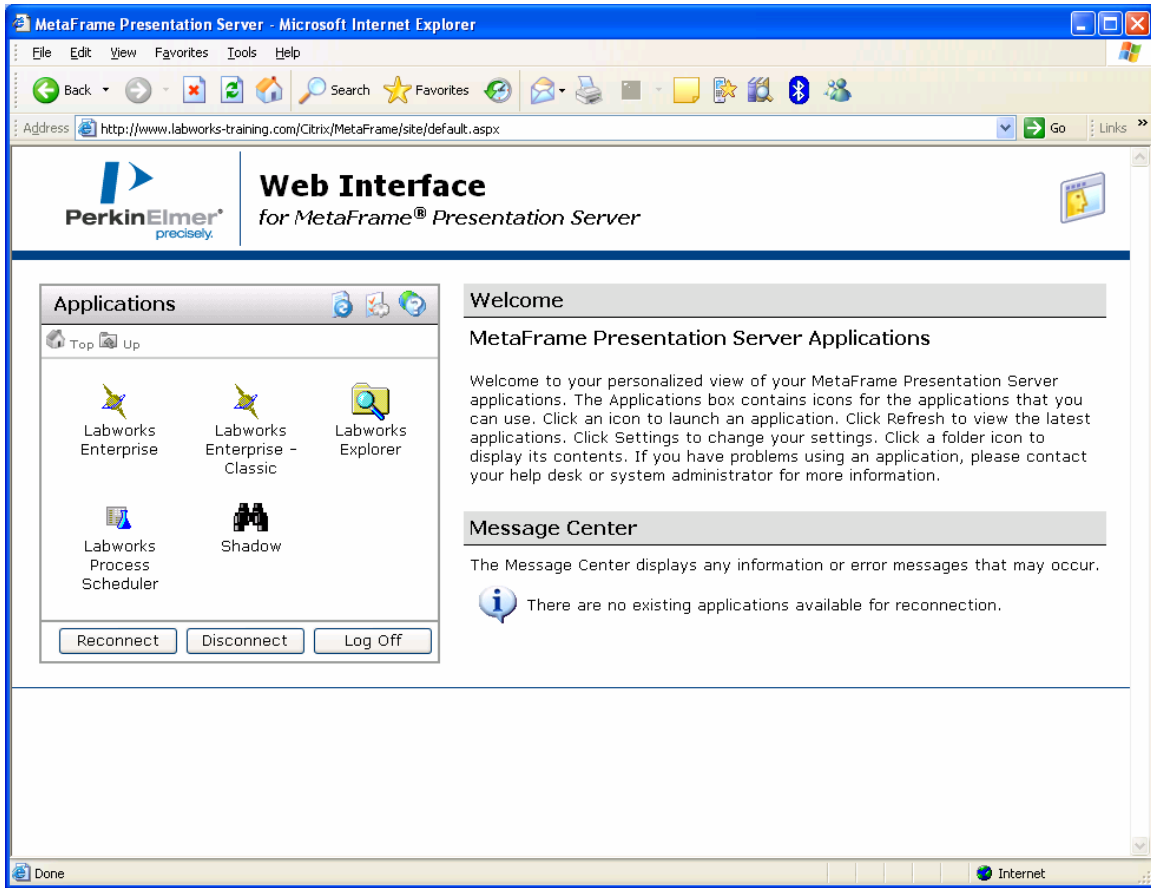 MetaFrame Presentation Server - Microsoft Internet Explorer
File Edit View Favorites Tools Help
Back Search Favorites
Address http://www.labworks-training.com/Citrix/MetaFrame/site/default.aspx Go Links »
PerkinElmer®
precisely.
Web Interface
for MetaFrame® Presentation Server
Applications
Top Up
Labworks
Enterprise
Labworks
Enterprise -
Classic
Labworks
Explorer
Labworks
Process
Scheduler
Shadow
Reconnect Disconnect Log Off
Welcome
MetaFrame Presentation Server Applications
Welcome to your personalized view of your MetaFrame Presentation Server
applications. The Applications box contains icons for the applications that you
can use. Click an icon to launch an application. Click Refresh to view the latest
applications. Click Settings to change your settings. Click a folder icon to
display its contents. If you have problems using an application, please contact
your help desk or system administrator for more information.
Message Center
The Message Center displays any information or error messages that may occur.
There are no existing applications available for reconnection.
Done Internet